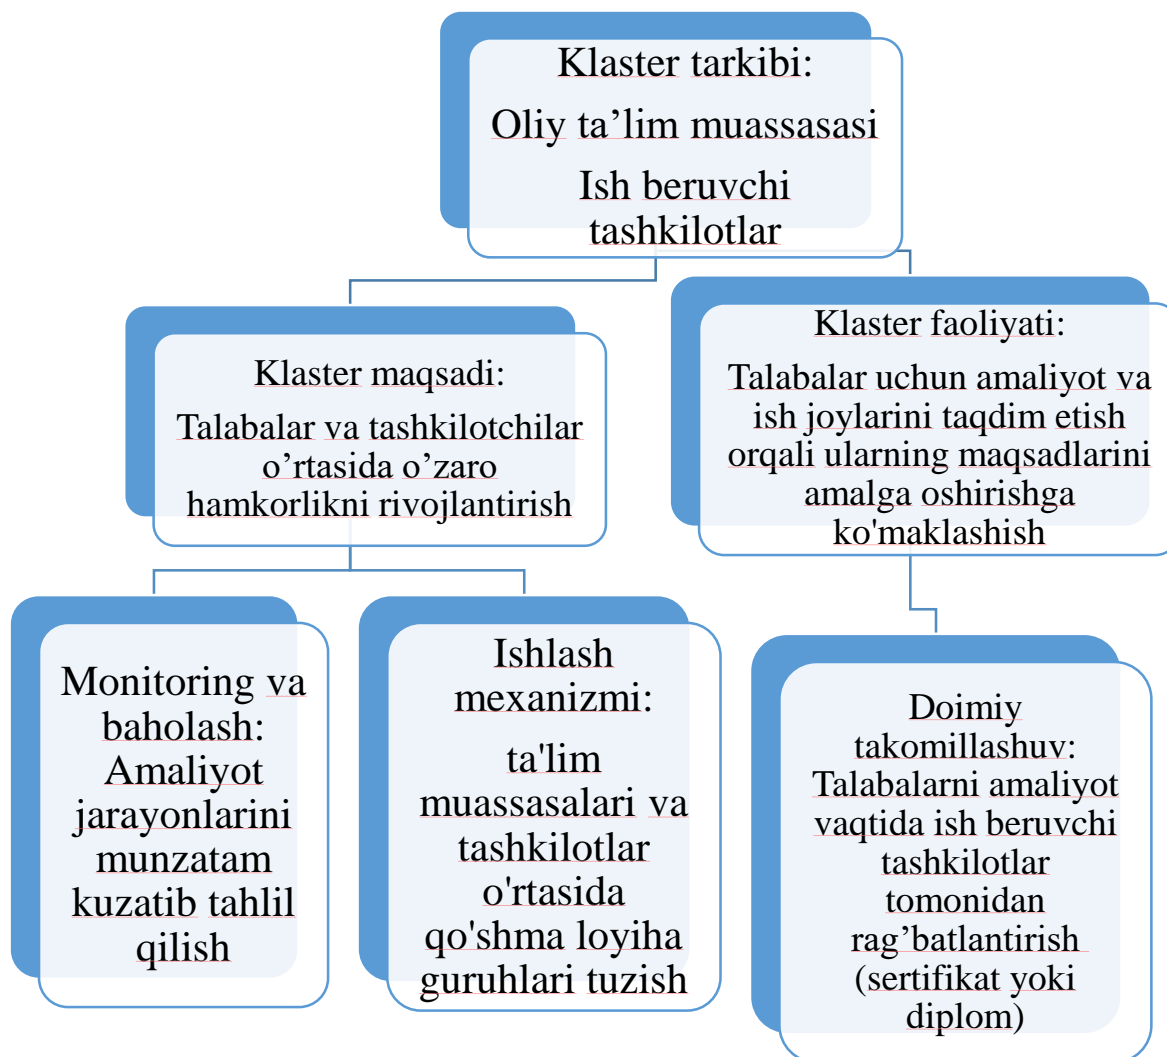 Klaster tarkibi:
Oliy ta’lim muassasasi
Ish beruvchi
tashkilotlar
Klaster maqsadi:
Talabalar va tashkilotchilar
o’rtasida o’zaro
hamkorlikni rivojlantirish
Klaster faoliyati:
Talabalar uchun amaliyot va
ish joylarini taqdim etish
orqali ularning maqsadlarini
amalga oshirishga
ko'maklashish
Monitoring va
baholash:
Amaliyot
jarayonlarini
munzatam
kuzatib tahlil
qilish
Ishlash
mexanizmi:
ta'lim
muassasalari va
tashkilotlar
o'rtasida
qo'shma loyiha
guruhlari tuzish
Doimiy
takomillashuv:
Talabalarni amaliyot
vaqtida ish beruvchi
tashkilotlar
tomonidan
rag’batlantirish
(sertifikat yoki
diplom)